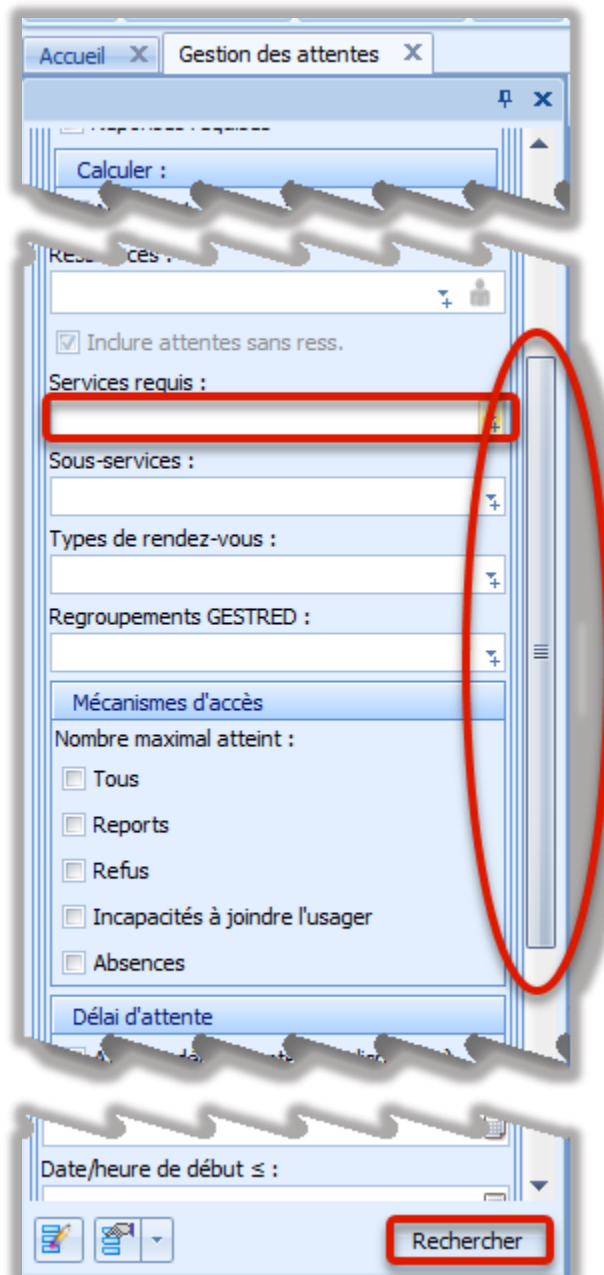 Accueil X Gestion des attentes X
Calculer :
Inclure attentes sans ress.
Services requis :
Sous-services :
Types de rendez-vous :
Regroupements GESTRED :
Mécanismes d'accès
Nombre maximal atteint :
Tous
Reports
Refus
Incapacités à joindre l'usager
Absences
Délai d'attente
Date/heure de début ≤ :
Rechercher